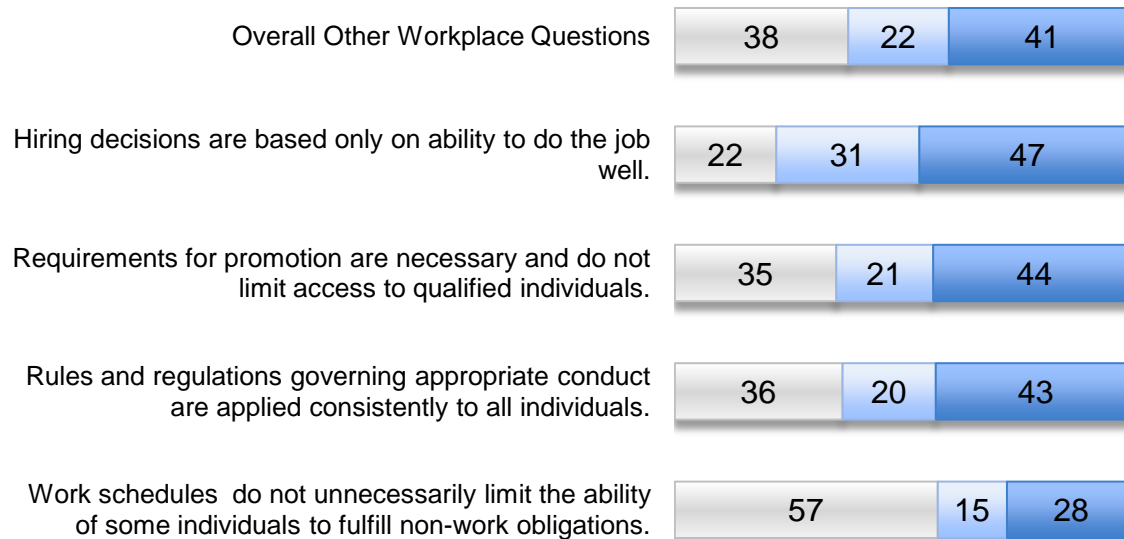 Overall Other Workplace Questions 38 22 41
Hiring decisions are based only on ability to do the job
well. 22 31 47
Requirements for promotion are necessary and do not
limit access to qualified individuals. 35 21 44
Rules and regulations governing appropriate conduct
are applied consistently to all individuals. 36 20 43
Work schedules  do not unnecessarily limit the ability
of some individuals to fulfill non-work obligations. 57 15 28